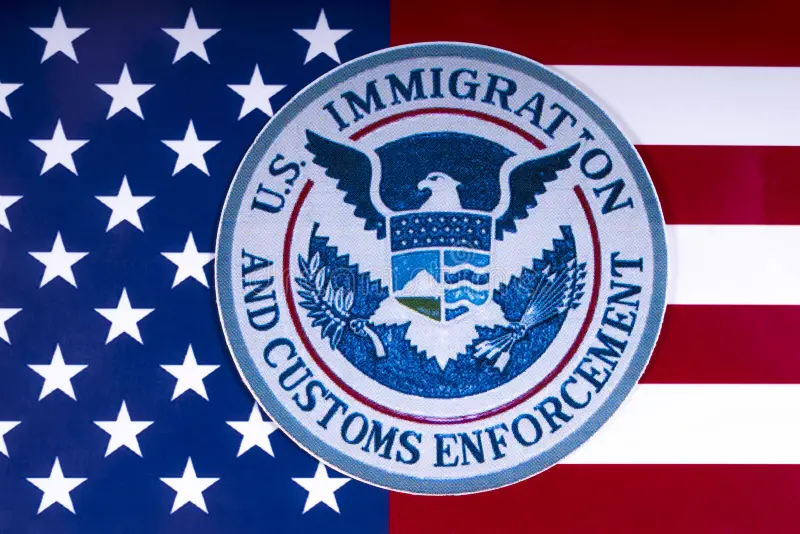 U.S. IMMIGRATION
AND CUSTOMS ENFORCEMENT